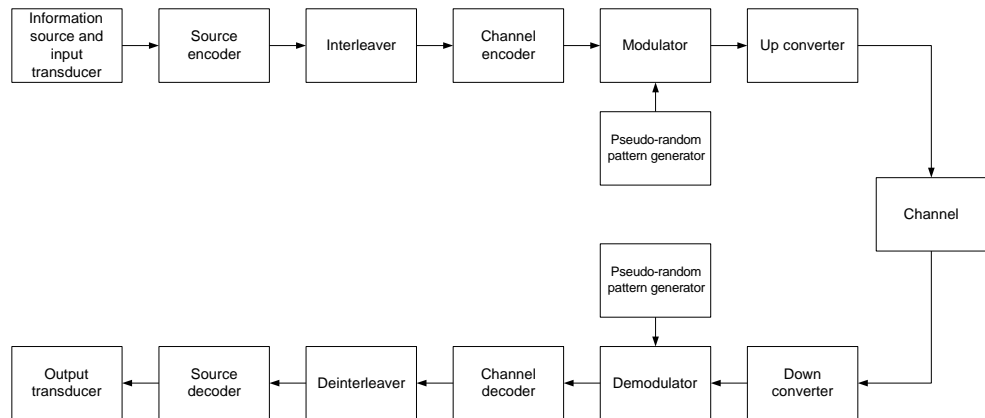 Information
source and
input
transducer
Source
encoder
Interleaver
Channel
encoder
Modulator
Up converter
Pseudo-random
pattern generator
Channel
Pseudo-random
pattern generator
Output
transducer
Source
decoder
Deinterleaver
Channel
decoder
Demodulator
Down
converter